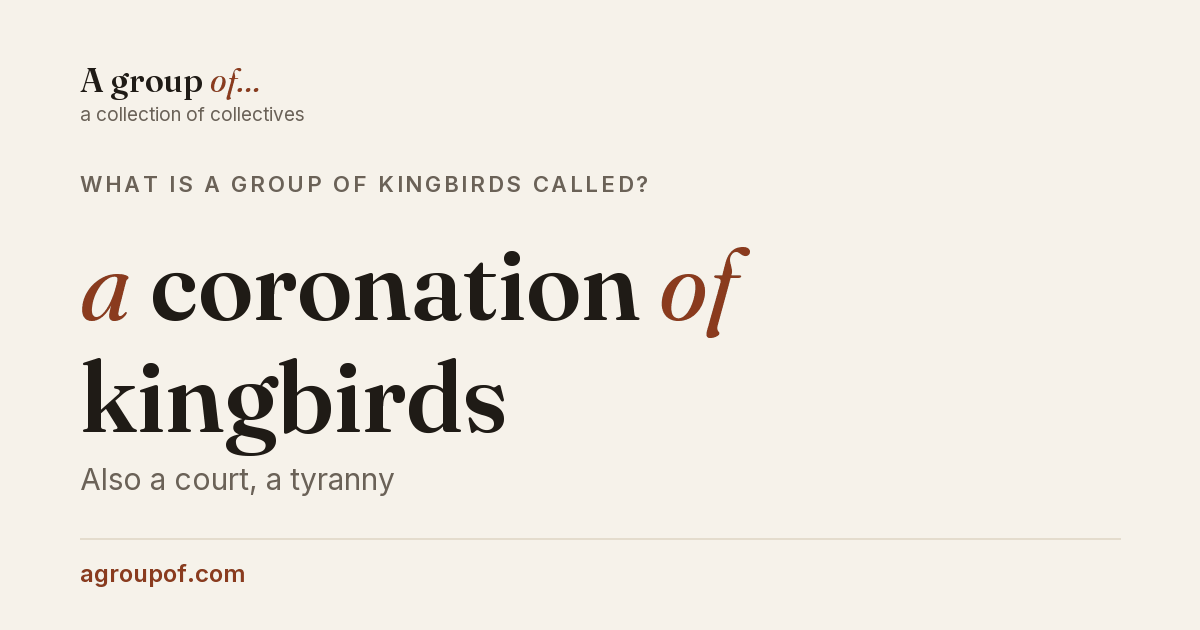 A group of...
a collection of collectives
WHAT IS A GROUP OF KINGBIRDS CALLED?
a coronation of
kingbirds
Also a court, a tyranny
agroupof.com